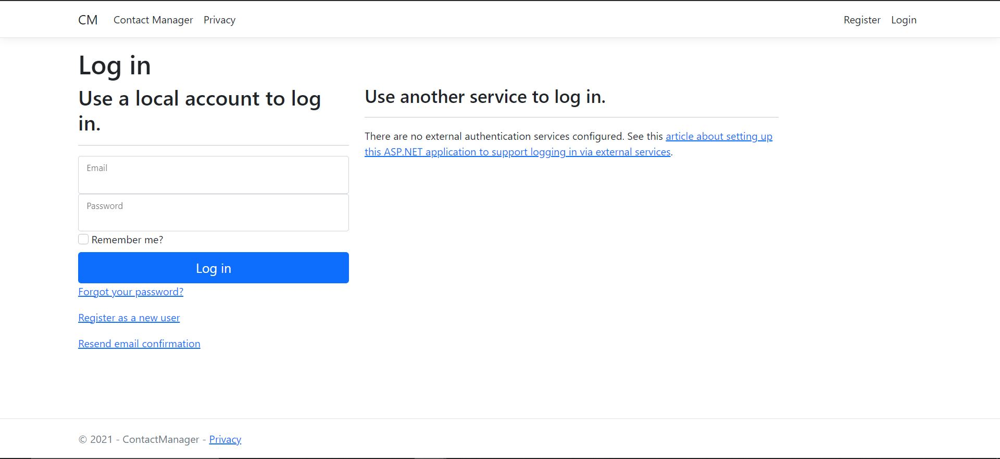 CM Contact Manager Privacy Register Login
Log in
Use a local account to log
in.
Email
Password
Remember me?
Log in
Forgot your password?
Register as a new user
Resend email confirmation
Use another service to log in.
There are no external authentication services configured. See this article about setting up
this ASP.NET application to support logging in via external services.
© 2021 - ContactManager - Privacy